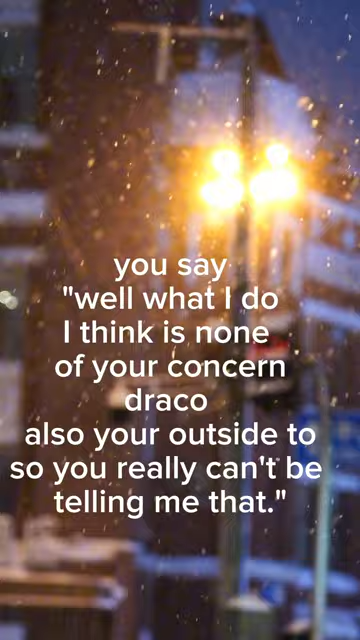 you say
"well what I do
I think is none
of your concern
draco
also your outside to
so you really can't be
telling me that."